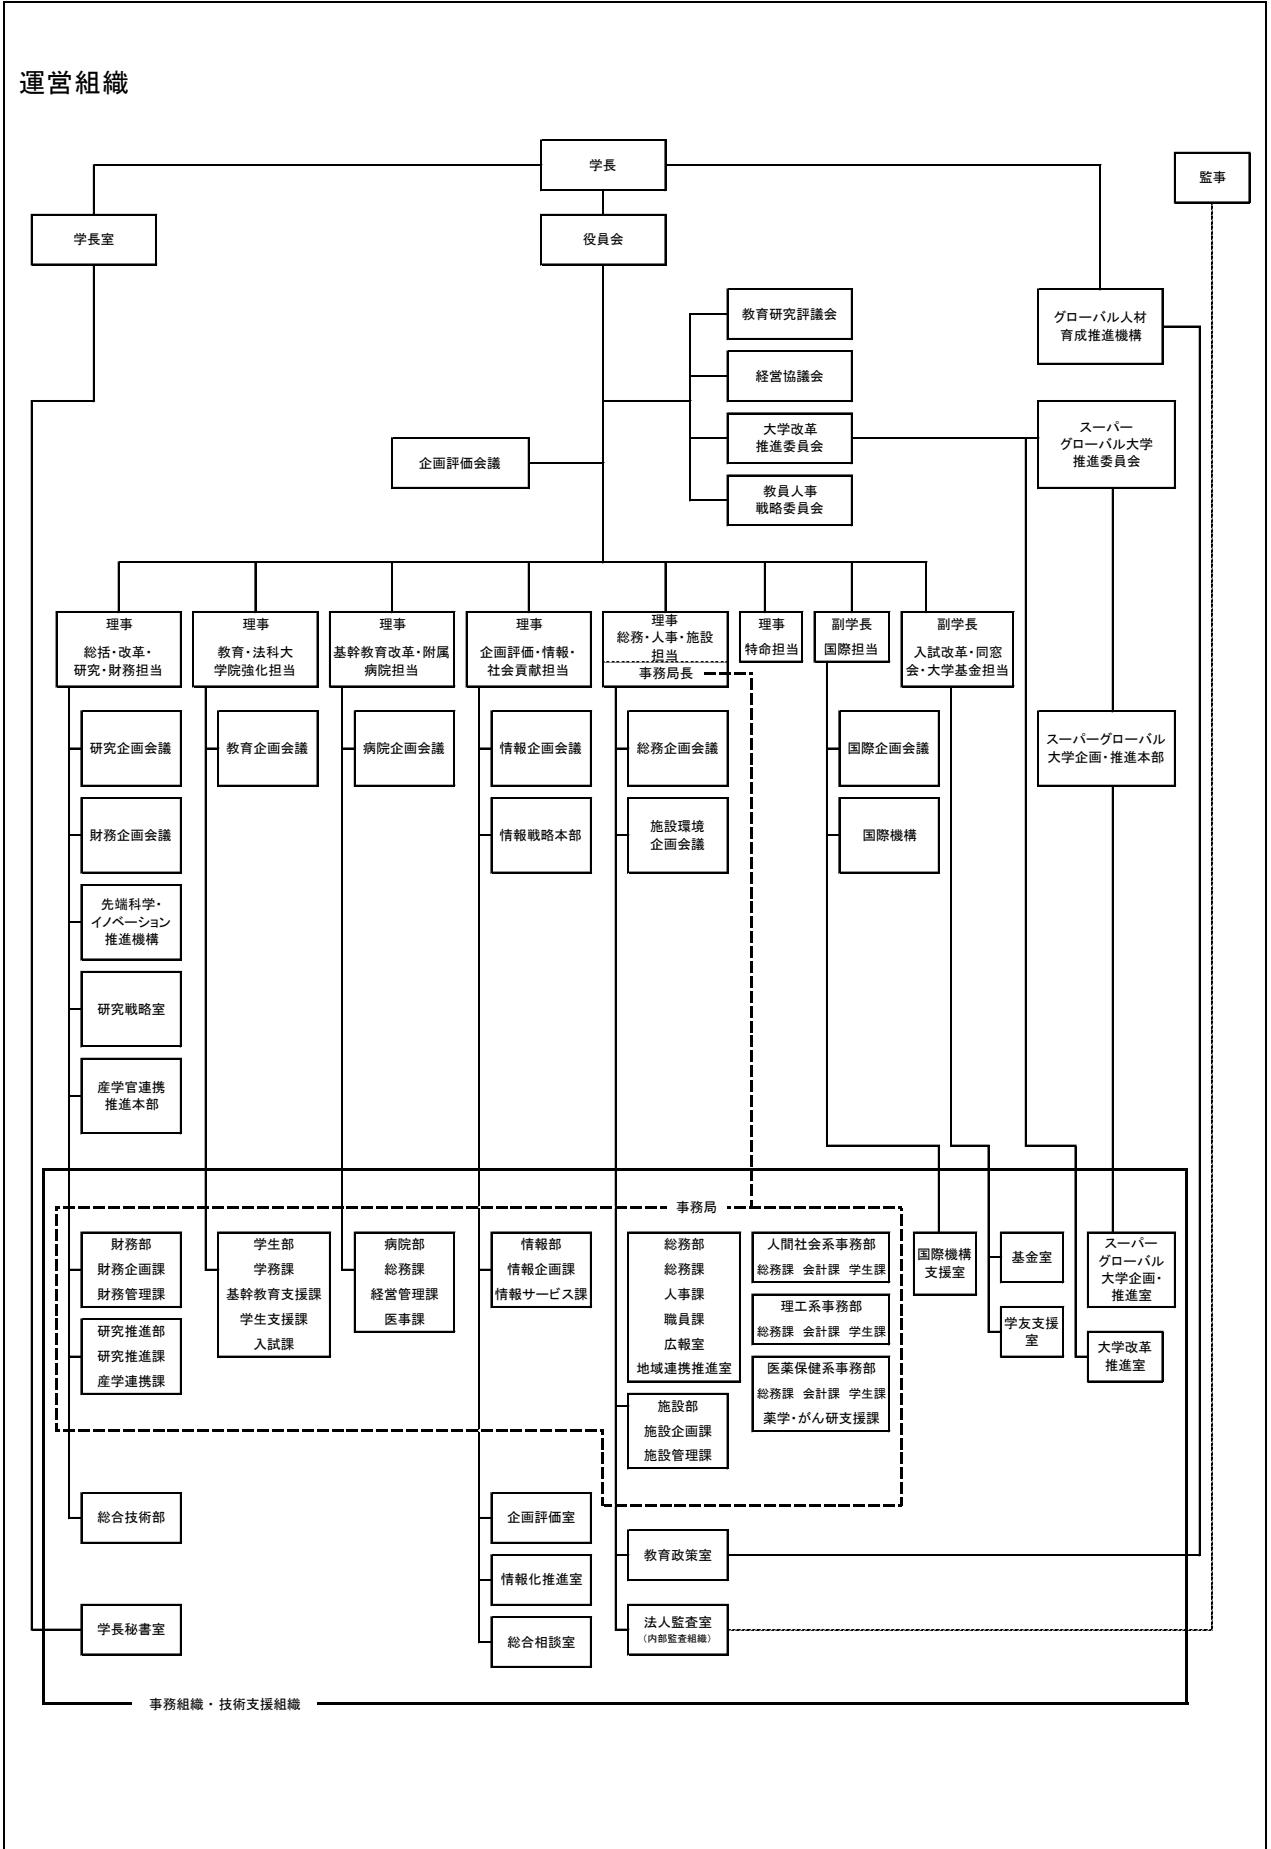 運営組織
学長
監事
学長室
役員会
教育研究評議会
グローバル人材
育成推進機構
経営協議会
大学改革
推進委員会
スーパー
グローバル大学
推進委員会
企画評価会議
教員人事
戦略委員会
理事
総括・改革・
研究・財務担当
理事
教育・法科大
学院強化担当
理事
基幹教育改革・附属
病院担当
理事
企画評価・情報・
社会貢献担当
理事
総務・人事・施設
担当
事務局長
理事
特命担当
副学長
国際担当
副学長
入試改革・同窓
会・大学基金担当
研究企画会議
教育企画会議
病院企画会議
情報企画会議
総務企画会議
国際企画会議
スーパーグローバル
大学企画・推進本部
財務企画会議
情報戦略本部
施設環境
企画会議
国際機構
先端科学・
イノベーション
推進機構
研究戦略室
産学官連携
推進本部
事務局
財務部
財務企画課
財務管理課
学生部
学務課
基幹教育支援課
学生支援課
入試課
病院部
総務課
経営管理課
医事課
情報部
情報企画課
情報サービス課
総務部
総務課
人事課
職員課
広報室
地域連携推進室
人間社会系事務部
総務課 会計課 学生課
国際機構
支援室
基金室
スーパー
グローバル
大学企画・
推進室
理工系事務部
総務課 会計課 学生課
研究推進部
研究推進課
産学連携課
学友支援
室
大学改革
推進室
医薬保健系事務部
総務課 会計課 学生課
薬学・がん研支援課
施設部
施設企画課
施設管理課
総合技術部
企画評価室
教育政策室
情報化推進室
学長秘書室
法人監査室
（内部監査組織）
総合相談室
事務組織・技術支援組織